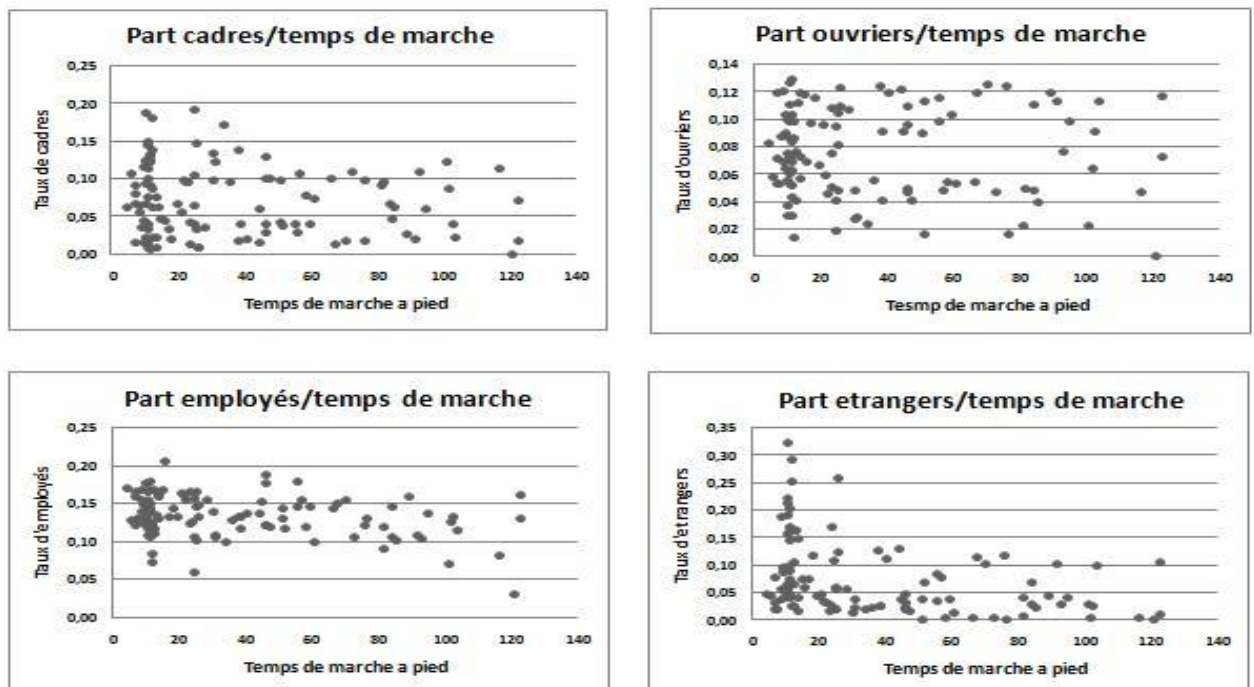 Part cadres/temps de marche
0,25
0,20
0,15
0,10
0,05
0,00
Taux de cadres
0 20 40 60 80 100 120 140
Temps de marche a pied
Part ouvriers/temps de marche
0,14
0,12
0,10
0,08
0,06
0,04
0,02
0,00
Taux d'ouvriers
0 20 40 60 80 100 120 140
Tesmp de marche a pied
Part employés/temps de marche
0,25
0,20
0,15
0,10
0,05
0,00
Taux d'employés
0 20 40 60 80 100 120 140
Temps de marche a pied
Part etrangers/temps de marche
0,35
0,30
0,25
0,20
0,15
0,10
0,05
0,00
Taux d'etrangers
0 20 40 60 80 100 120 140
Temps de marche a pied